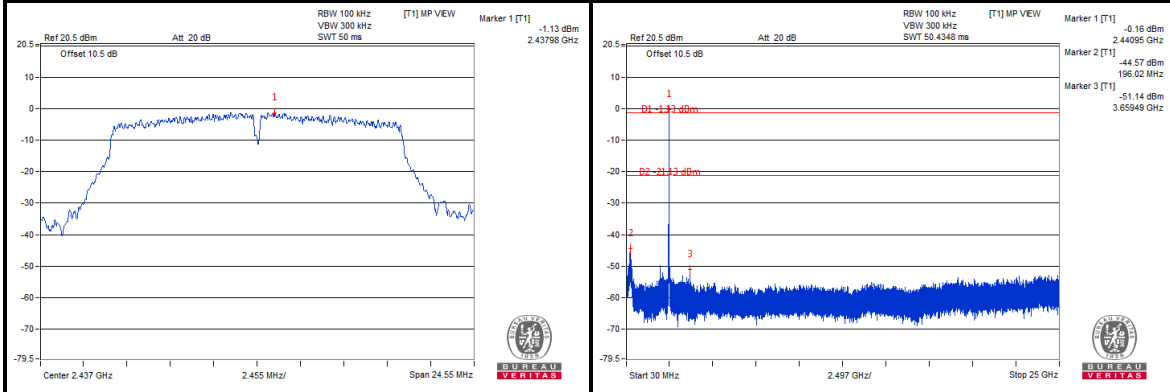 RBW 100 kHz [T1] MP VIEW
VBW 300 kHz
Ref 20.5 dBm Att 20 dB SWT 50 ms
Marker 1 [T1]
-1.13 dBm
2.43798 GHz
20.5
Offset 10.5 dB
10
0
-10
-20
-30
-40
-50
-60
-70
-79.5
1
Center 2.437 GHz 2.455 MHz/ Span 24.55 MHz
BUREAU VERITAS
1828
BUREAU
VERITAS
RBW 100 kHz [T1] MP VIEW
VBW 300 kHz
Ref 20.5 dBm Att 20 dB SWT 50.4348 ms
Marker 1 [T1]
-0.16 dBm
2.44095 GHz
Marker 2 [T1]
-44.57 dBm
196.02 MHz
Marker 3 [T1]
-51.14 dBm
3.65949 GHz
20.5
Offset 10.5 dB
10
0
-10
-20
-30
-40
-50
-60
-70
-79.5
1
D1 -1.13 dBm
D2 -21.13 dBm
2
3
Start 30 MHz 2.497 GHz/ Stop 25 GHz
BUREAU VERITAS
1828
BUREAU
VERITAS